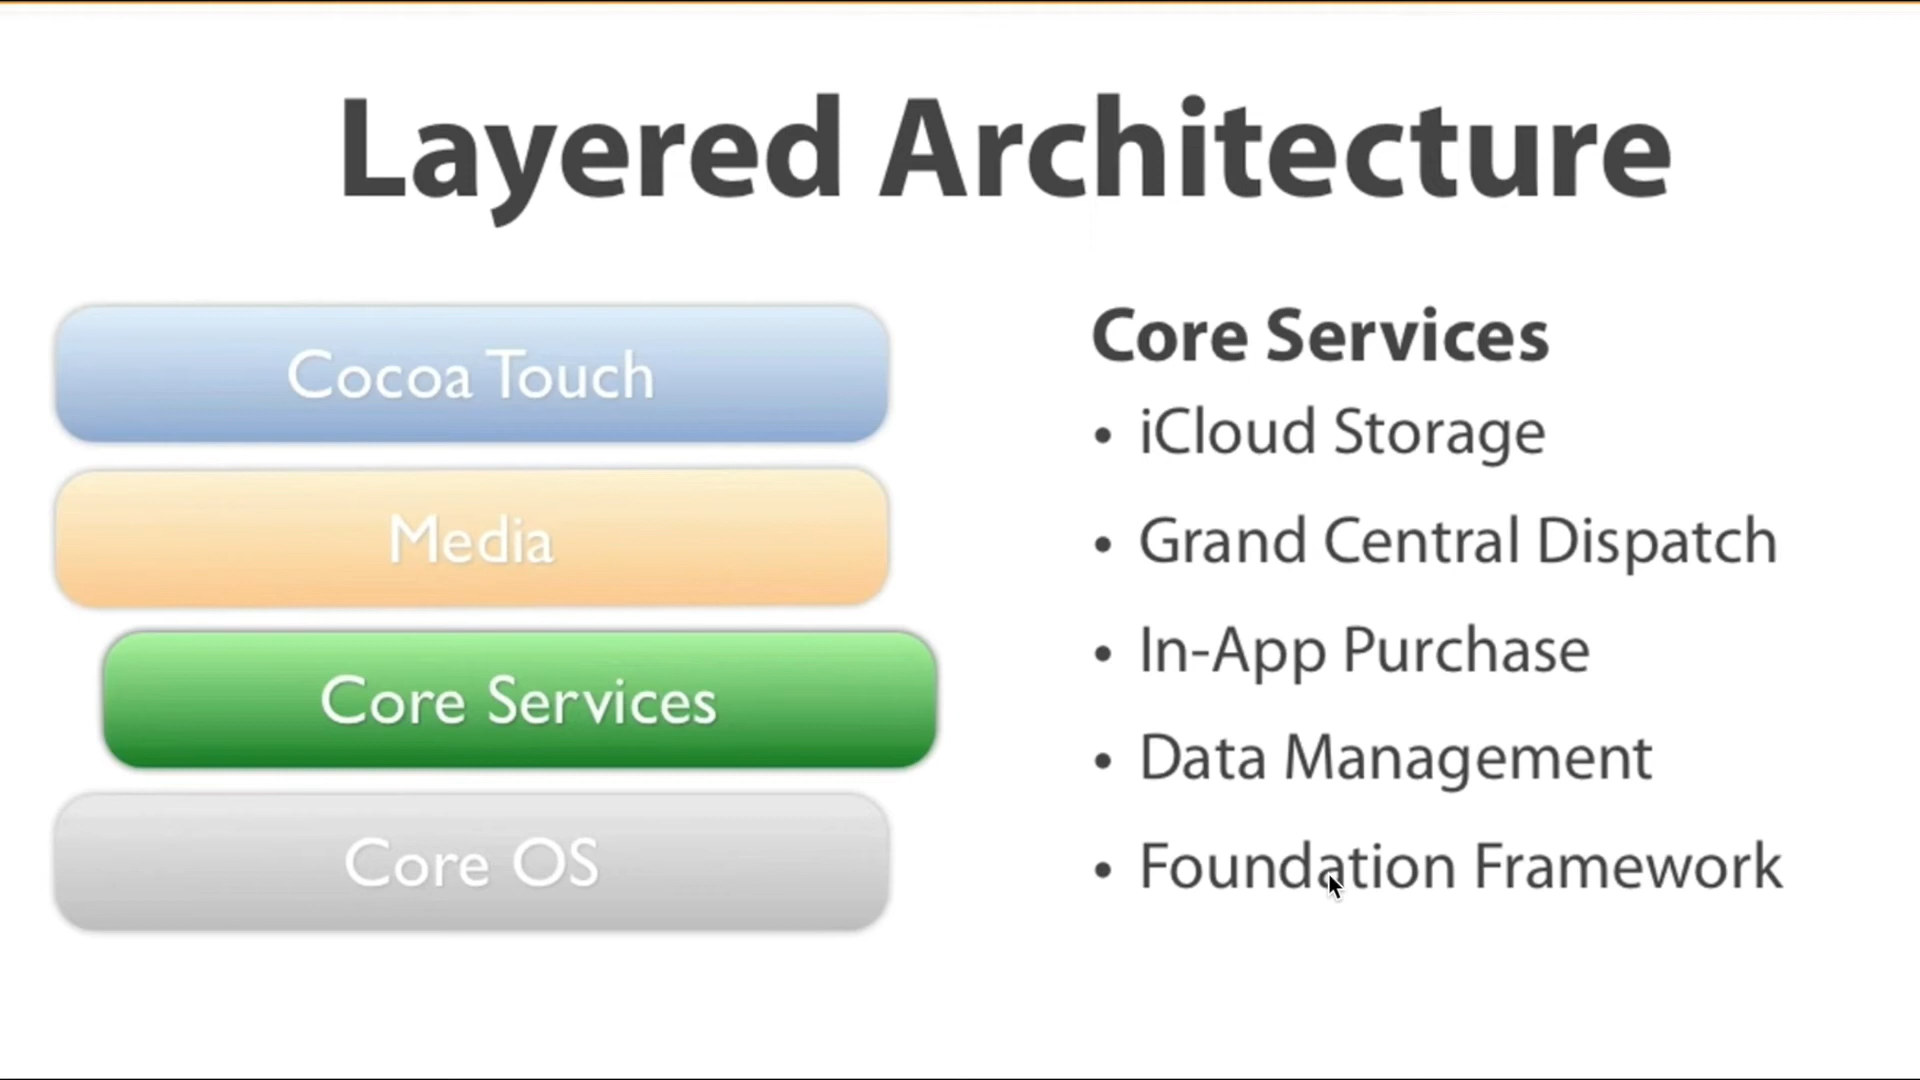 Layered Architecture
Cocoa Touch
Media
Core Services
Core OS
Core Services
• iCloud Storage
• Grand Central Dispatch
• In-App Purchase
• Data Management
• Foundation Framework